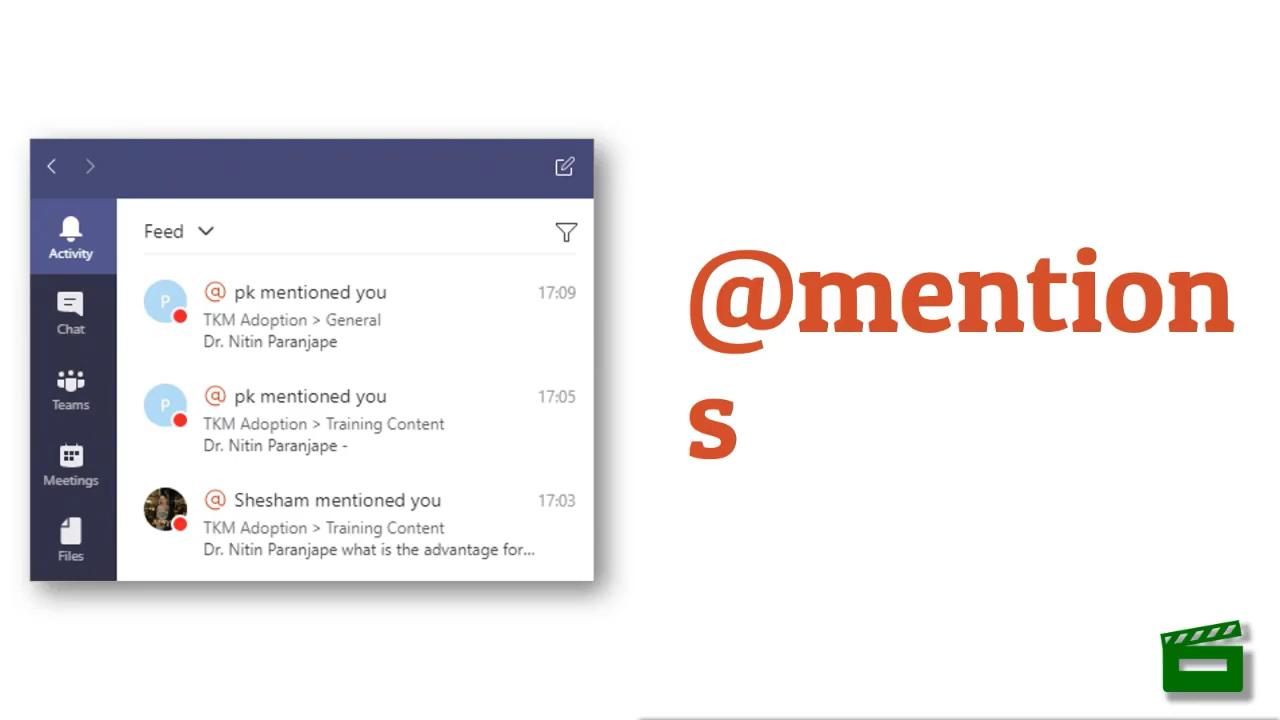 Activity
Chat
Teams
Meetings
Files
Feed
P
@ pk mentioned you 17:09
TKM Adoption > General
Dr. Nitin Paranjape
P
@ pk mentioned you 17:05
TKM Adoption > Training Content
Dr. Nitin Paranjape -
@ Shesham mentioned you 17:03
TKM Adoption > Training Content
Dr. Nitin Paranjape what is the advantage for...
@mention
s